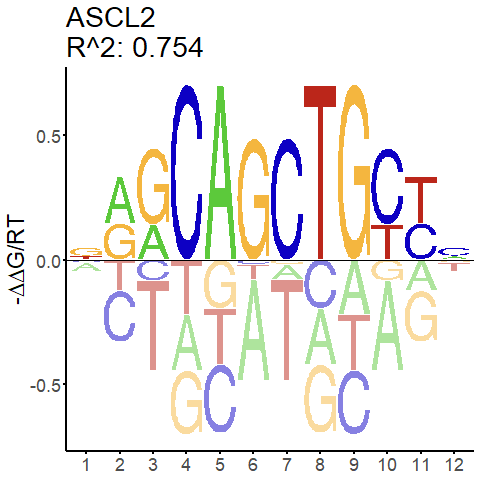 ASCL2
R^2: 0.754
-ΔΔG/RT
0.5
0.0
-0.5
G T A
A G T C
G A C T
C T A G
A G T C
G T A
C A T
T C A G
G A T C
C T G A
T C A G
C A T
1 2 3 4 5 6 7 8 9 10 11 12